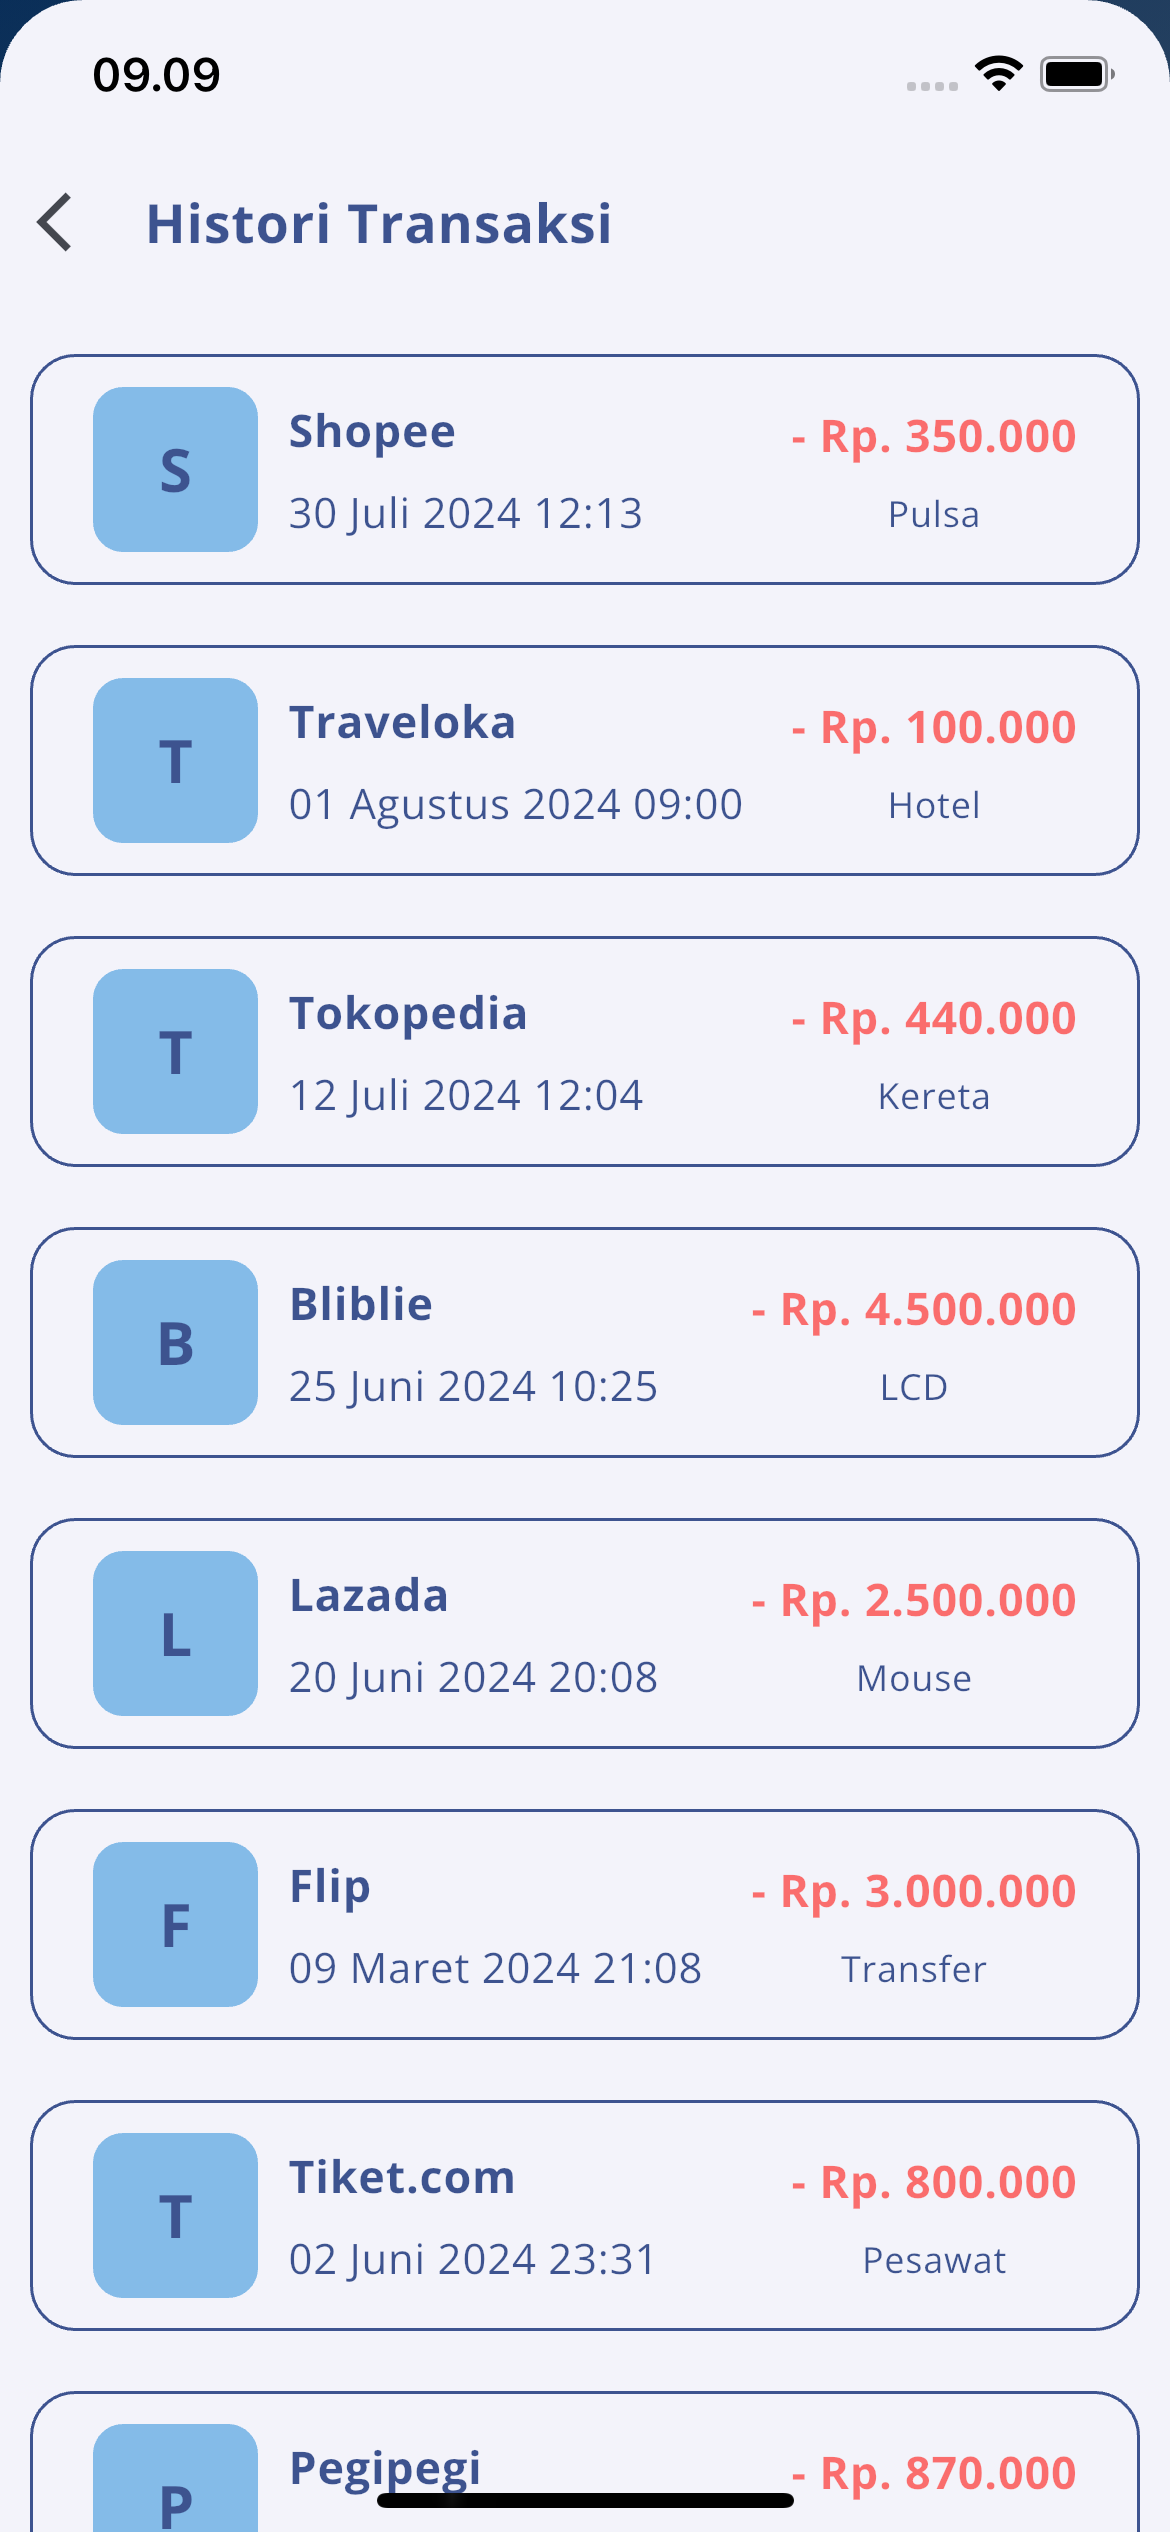 09.09
Histori Transaksi
S
Shopee
- Rp. 350.000
30 Juli 2024 12:13
Pulsa
T
Traveloka
- Rp. 100.000
01 Agustus 2024 09:00
Hotel
T
Tokopedia
- Rp. 440.000
12 Juli 2024 12:04
Kereta
B
Bliblie
- Rp. 4.500.000
25 Juni 2024 10:25
LCD
L
Lazada
- Rp. 2.500.000
20 Juni 2024 20:08
Mouse
F
Flip
- Rp. 3.000.000
09 Maret 2024 21:08
Transfer
T
Tiket.com
- Rp. 800.000
02 Juni 2024 23:31
Pesawat
P
Pegipegi
- Rp. 870.000